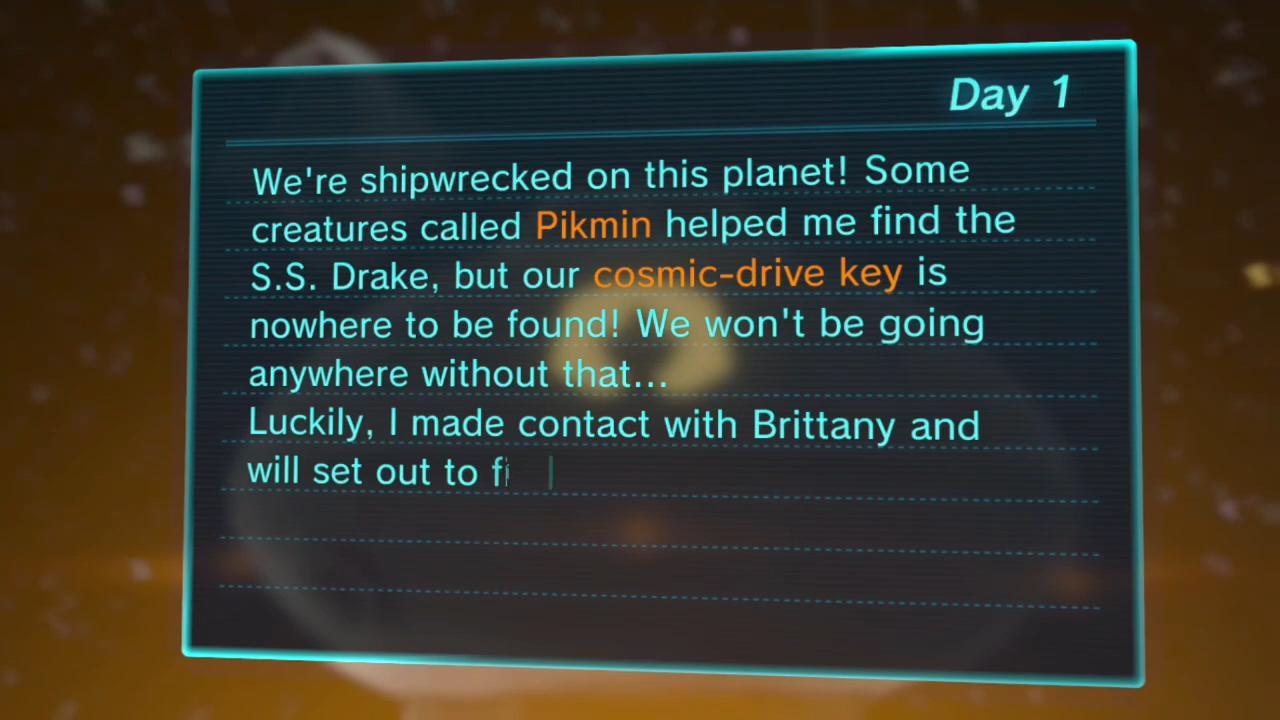 Day 1
We're shipwrecked on this planet! Some
creatures called Pikmin helped me find the
S.S. Drake, but our cosmic-drive key is
nowhere to be found! We won't be going
anywhere without that...
Luckily, I made contact with Brittany and
will set out to